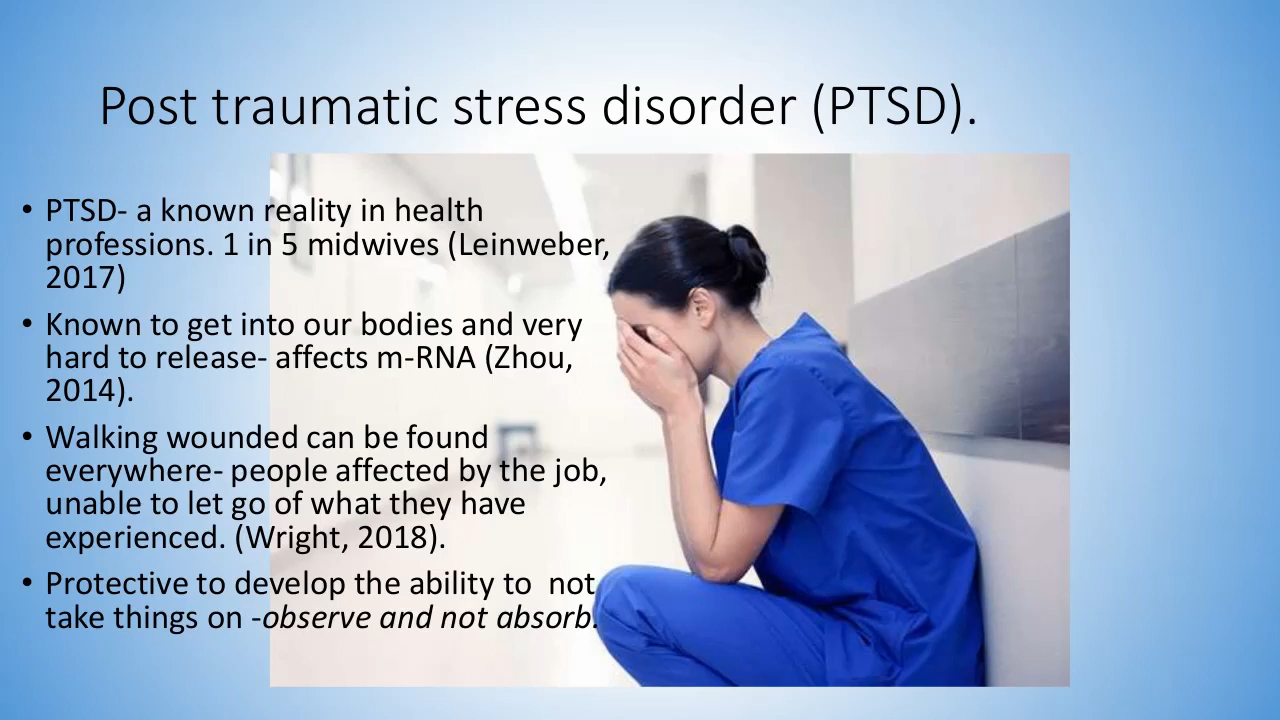 Post traumatic stress disorder (PTSD).
• PTSD- a known reality in health
professions. 1 in 5 midwives (Leinweber,
2017)
• Known to get into our bodies and very
hard to release- affects m-RNA (Zhou,
2014).
• Walking wounded can be found
everywhere- people affected by the job,
unable to let go of what they have
experienced. (Wright, 2018).
• Protective to develop the ability to  not
take things on -observe and not absorb.